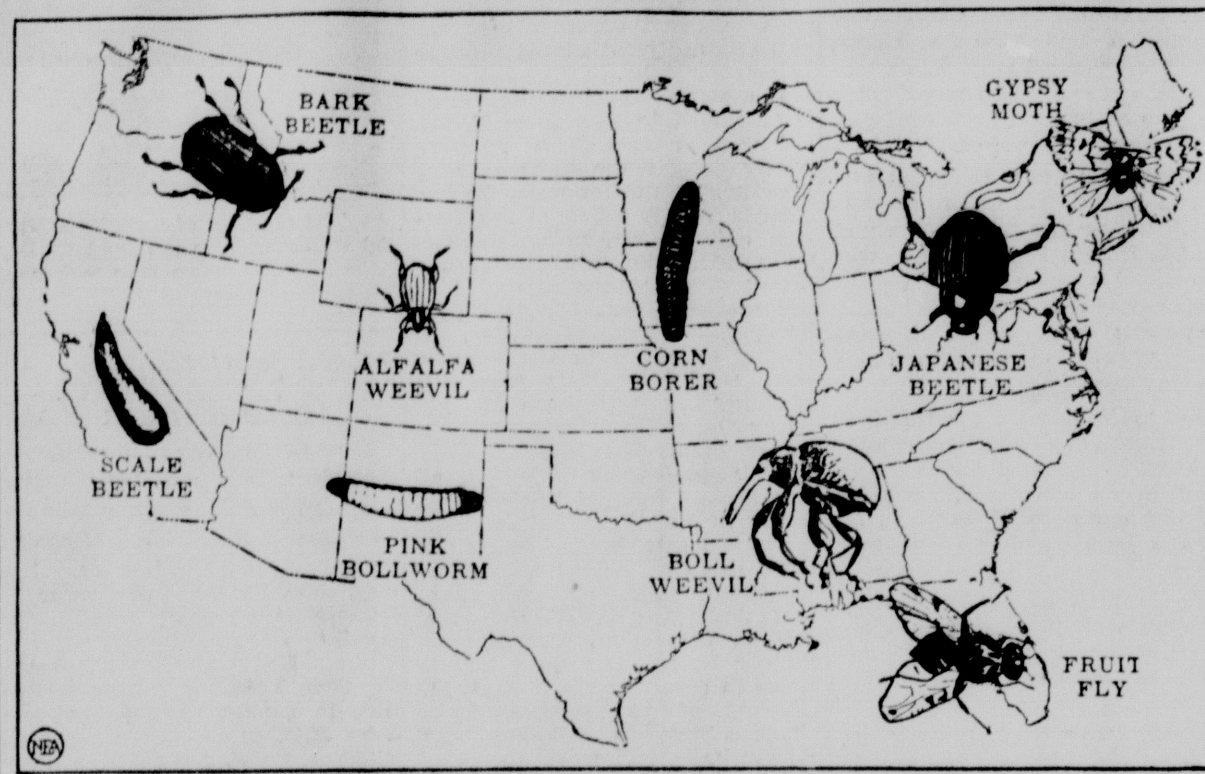 BARK
BEETLE
GYPSY
MOTH
ALFALFA
WEEVIL
CORN
BORER
JAPANESE
BEETLE
SCALE
BEETLE
PINK
BOLLWORM
BOLL
WEEVIL
FRUIT
FLY
NEA